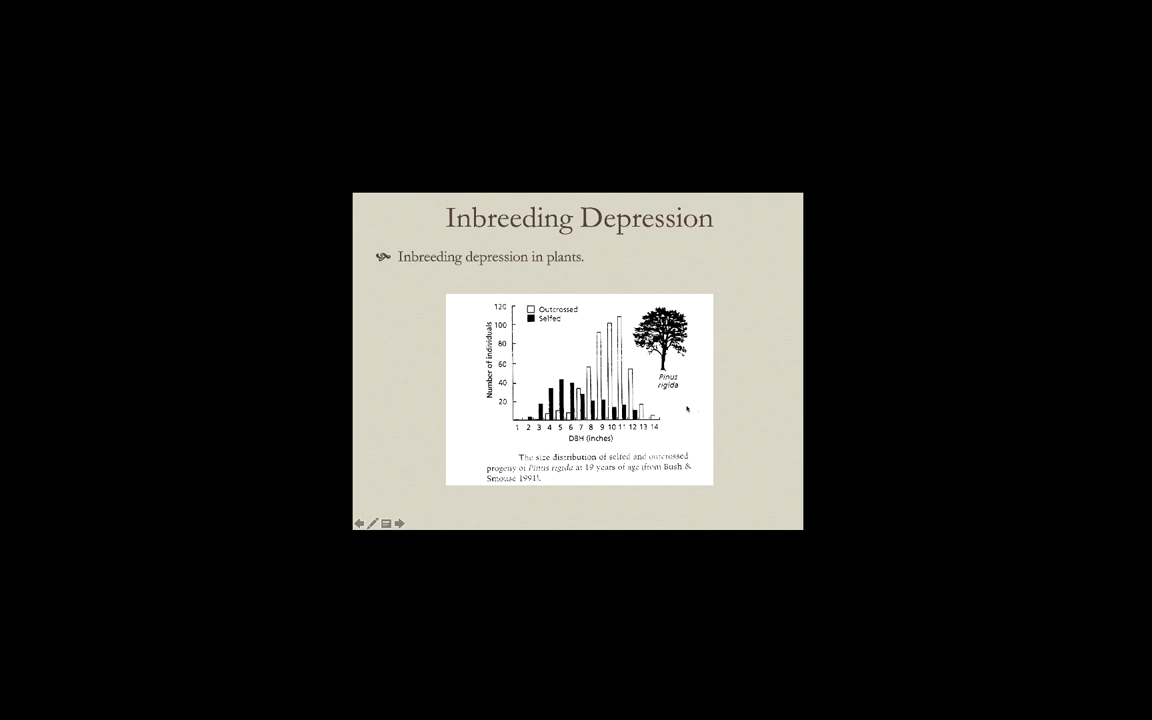 Inbreeding Depression
Inbreeding depression in plants.
120
100
80
60
40
20
Number of individuals
Outcrossed
Selfed
Pinus
rigida
1 2 3 4 5 6 7 8 9 10 11 12 13 14
DBH (inches)
The size distribution of selfed and outcrossed
progeny of Pinus rigida at 19 years of age (from Bush &
Smouse 1991).